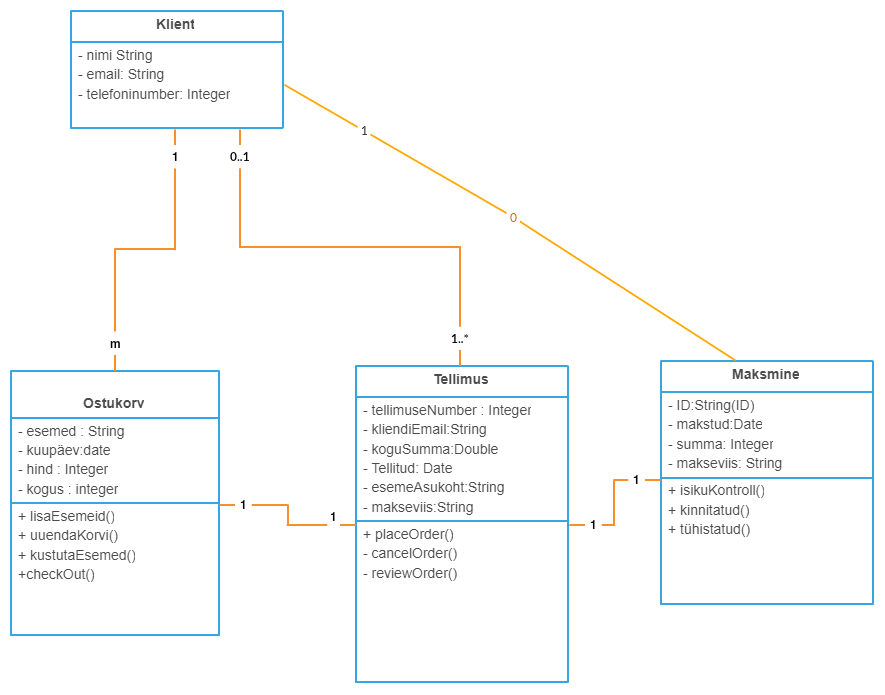 Klient
- nimi String
- email: String
- telefoninumber: Integer
1
0..1
1
0
m
1..*
Ostukorv
- esemed : String
- kuupäev:date
- hind : Integer
- kogus : integer
+ lisaEsemeid()
+ uuendaKorvi()
+ kustutaEsemed()
+checkOut()
1
1
Tellimus
- tellimuseNumber : Integer
- kliendiEmail:String
- koguSumma:Double
- Tellitud: Date
- esemeAsukoht:String
- makseviis:String
+ placeOrder()
- cancelOrder()
- reviewOrder()
1
1
Maksmine
- ID:String(ID)
- makstud:Date
- summa: Integer
- makseviis: String
+ isikuKontroll()
+ kinnitatud()
+ tühistatud()